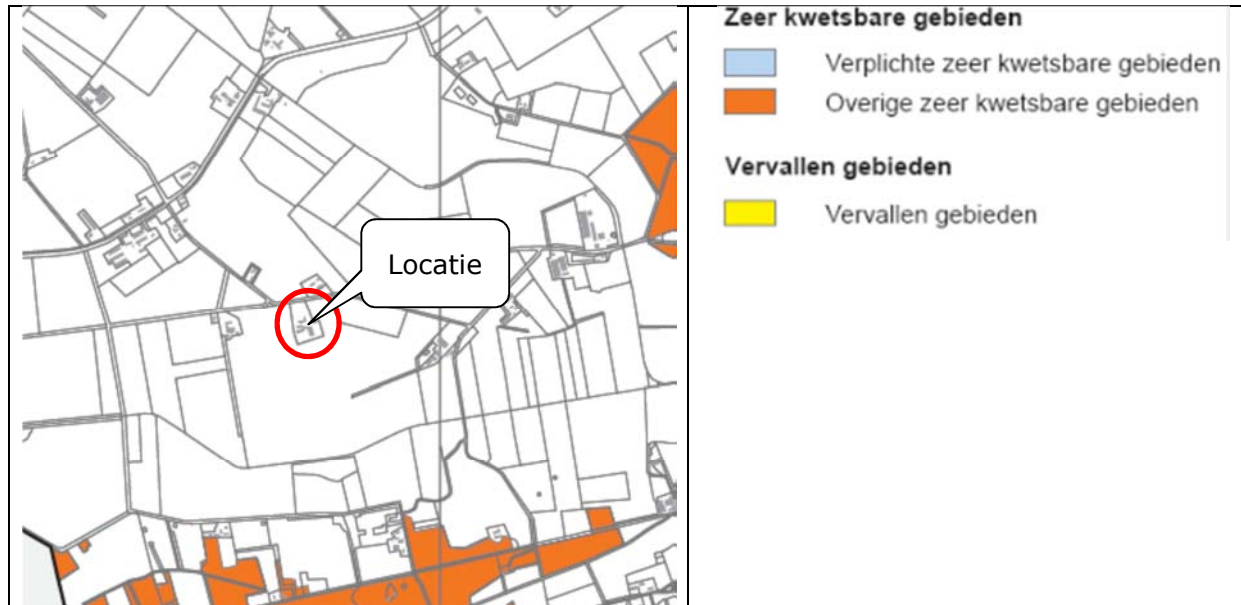 Locatie
Zeer kwetsbare gebieden
Verplichte zeer kwetsbare gebieden
Overige zeer kwetsbare gebieden
Vervallen gebieden
Vervallen gebieden